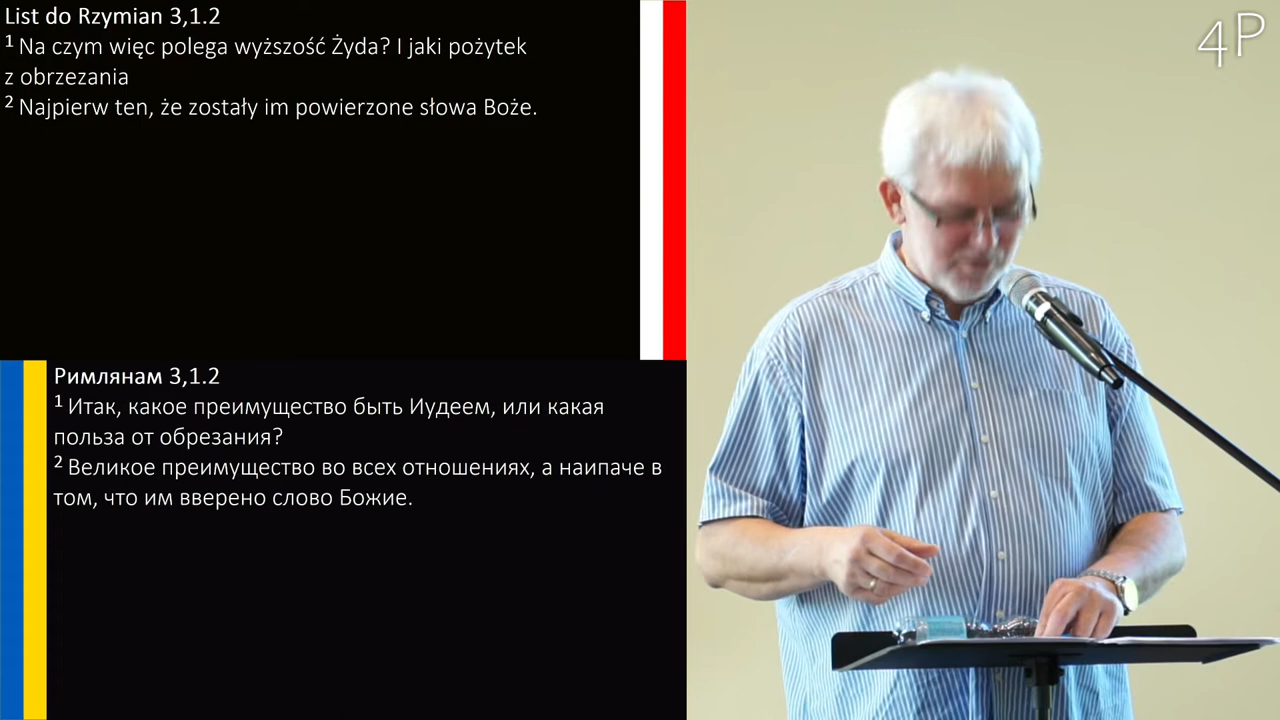 List do Rzymian 3,1.2
¹ Na czym więc polega wyższość Żyda? I jaki pożytek
z obrzezania
² Najpierw ten, że zostały im powierzone słowa Boże.
4P
Римлянам 3,1.2
¹ Итак, какое преимущество быть Иудеем, или какая
польза от обрезания?
² Великое преимущество во всех отношениях, а наипаче в
том, что им вверено слово Божие.